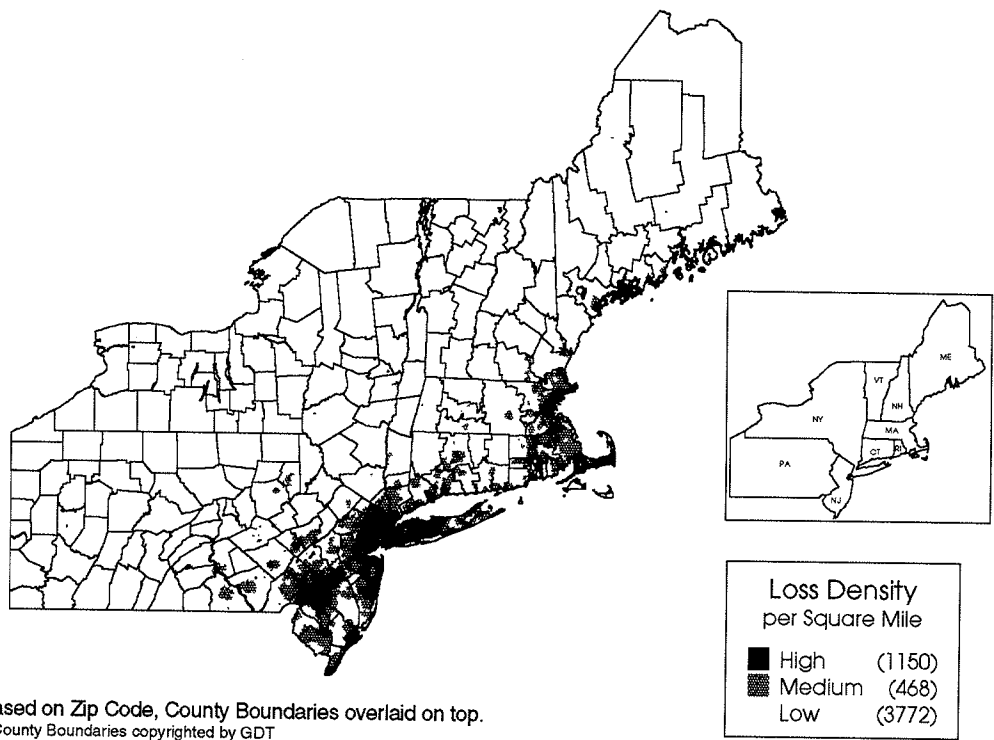 ME
VT
NH
NY
MA
CT
RI
PA
NJ
Loss Density
per Square Mile
High (1150)
Medium (468)
Low (3772)
ased on Zip Code, County Boundaries overlaid on top.
County Boundaries copyrighted by GDT